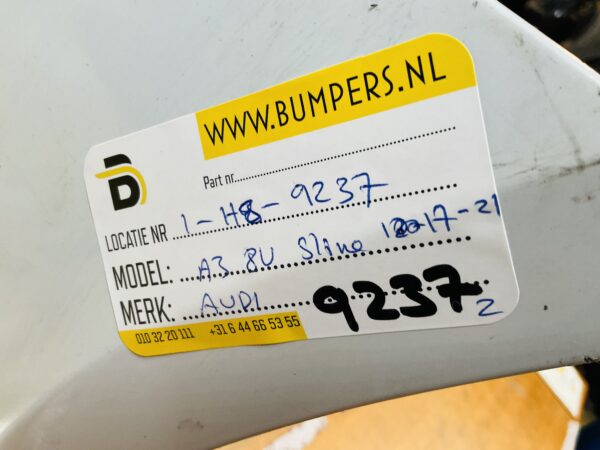 WWW.BUMPERS.NL
D
Part nr.
LOCATIE NR 1-H8-9237
MODEL: A3 8V Sline 2017-21
MERK: AUDI 9237 2
010 32 20 111 +31 6 44 66 53 55